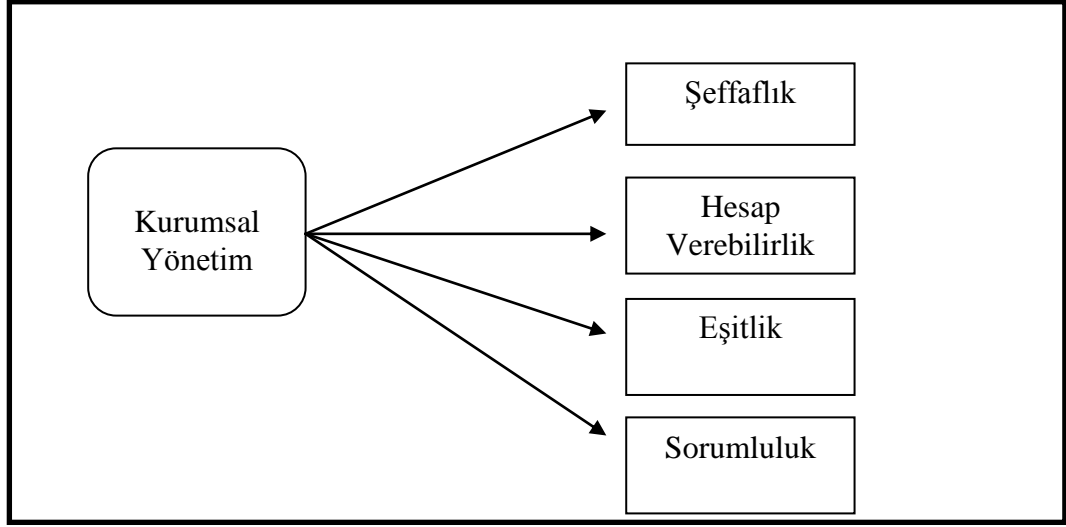 Kurumsal
Yönetim
Şeffaflık
Hesap
Verebilirlik
Eşitlik
Sorumluluk